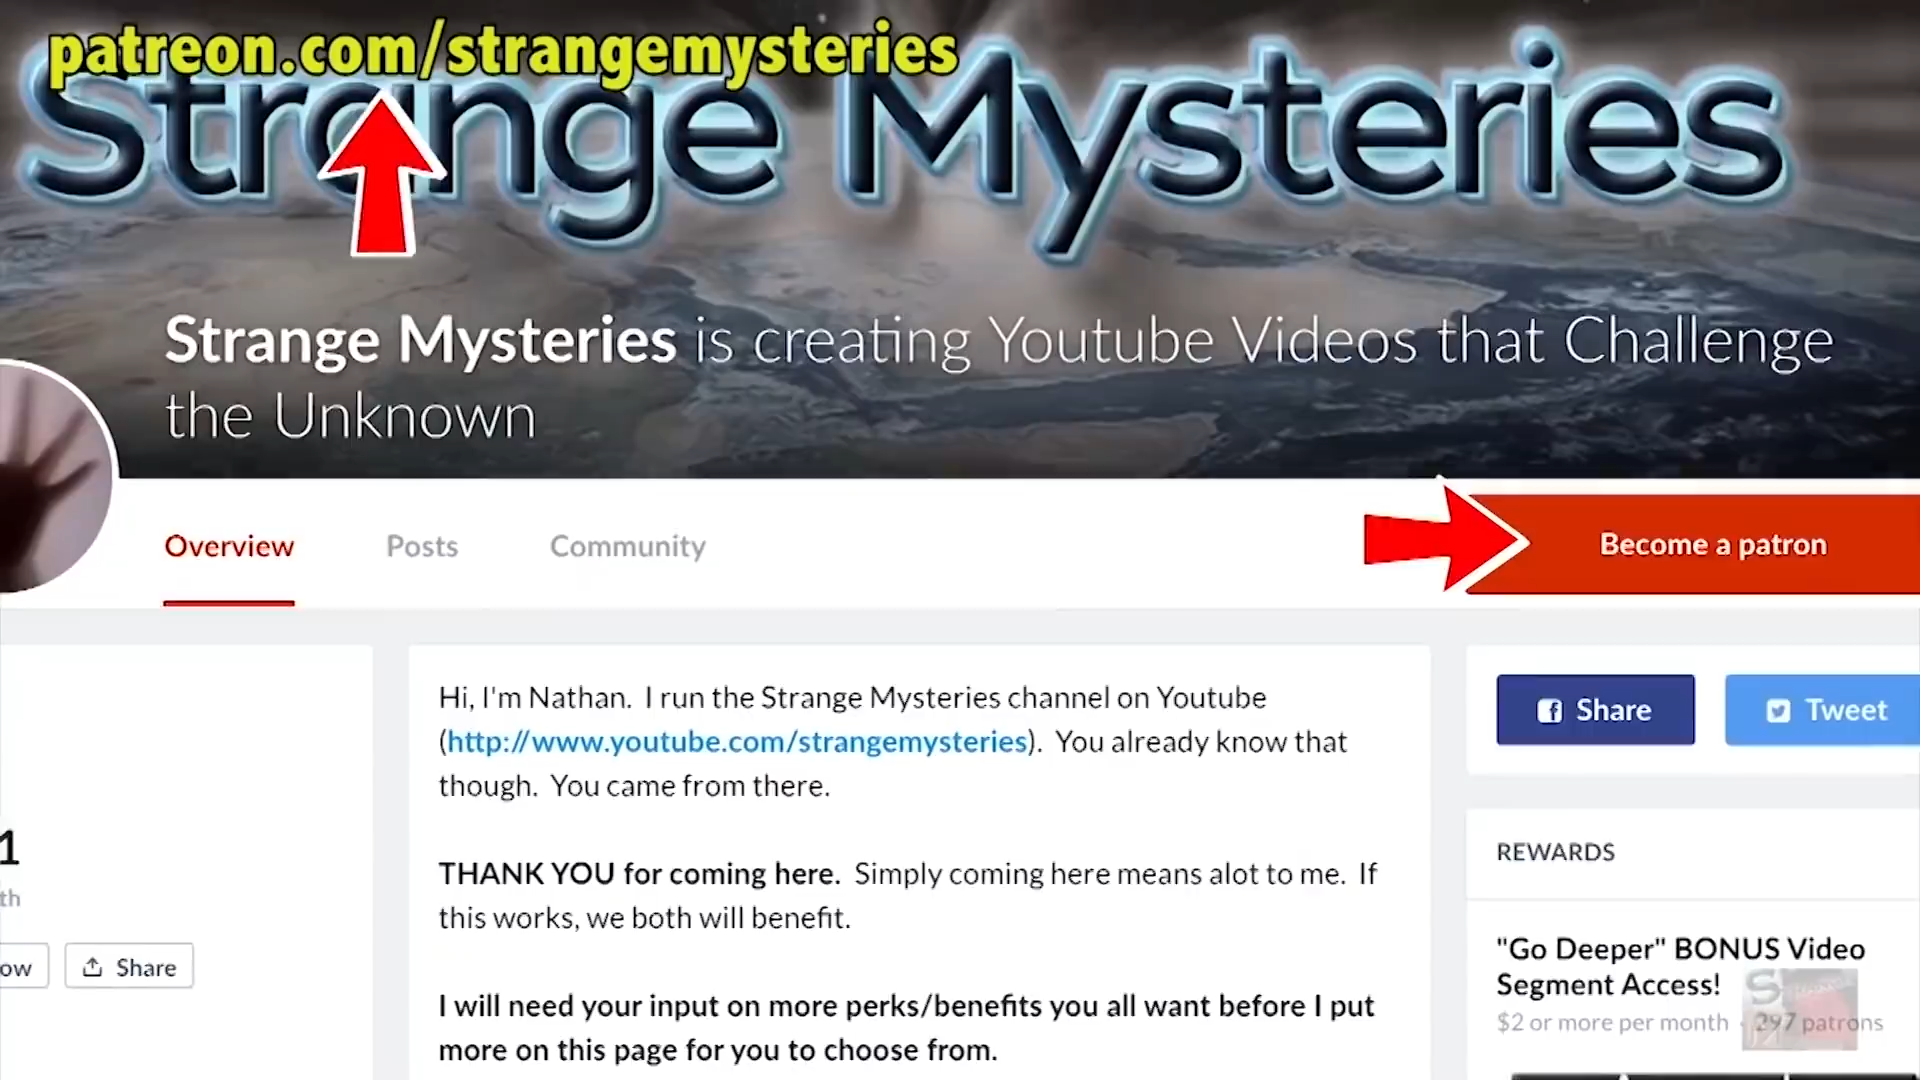 patreon.com/strangemysteries
Strange Mysteries
Strange Mysteries is creating Youtube Videos that Challenge
the Unknown
Overview
Posts
Community
Become a patron
Hi, I'm Nathan. I run the Strange Mysteries channel on Youtube
(http://www.youtube.com/strangemysteries). You already know that
though. You came from there.
THANK YOU for coming here. Simply coming here means alot to me. If
this works, we both will benefit.
I will need your input on more perks/benefits you all want before I put
more on this page for you to choose from.
1
th
ow
Share
Share
Tweet
REWARDS
"Go Deeper" BONUS Video
Segment Access!
$2 or more per month · 297 patrons